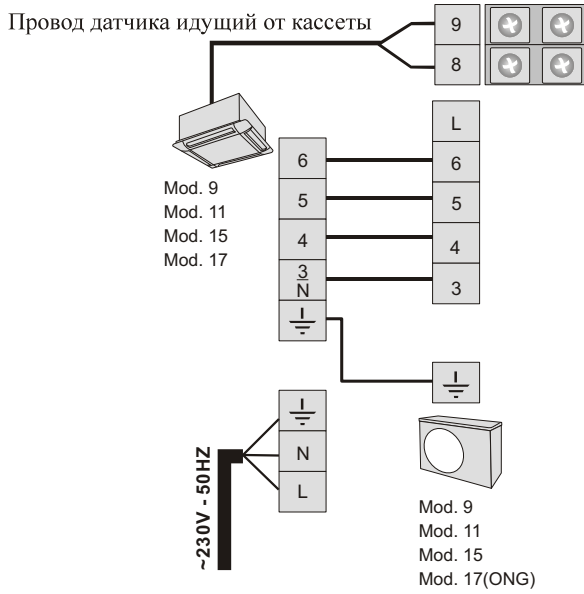 Провод датчика идущий от кассеты
9
8
L
6
5
4
3
6
5
4
3
N
Mod. 9
Mod. 11
Mod. 15
Mod. 17
N
L
~230V - 50HZ
Mod. 9
Mod. 11
Mod. 15
Mod. 17(ONG)